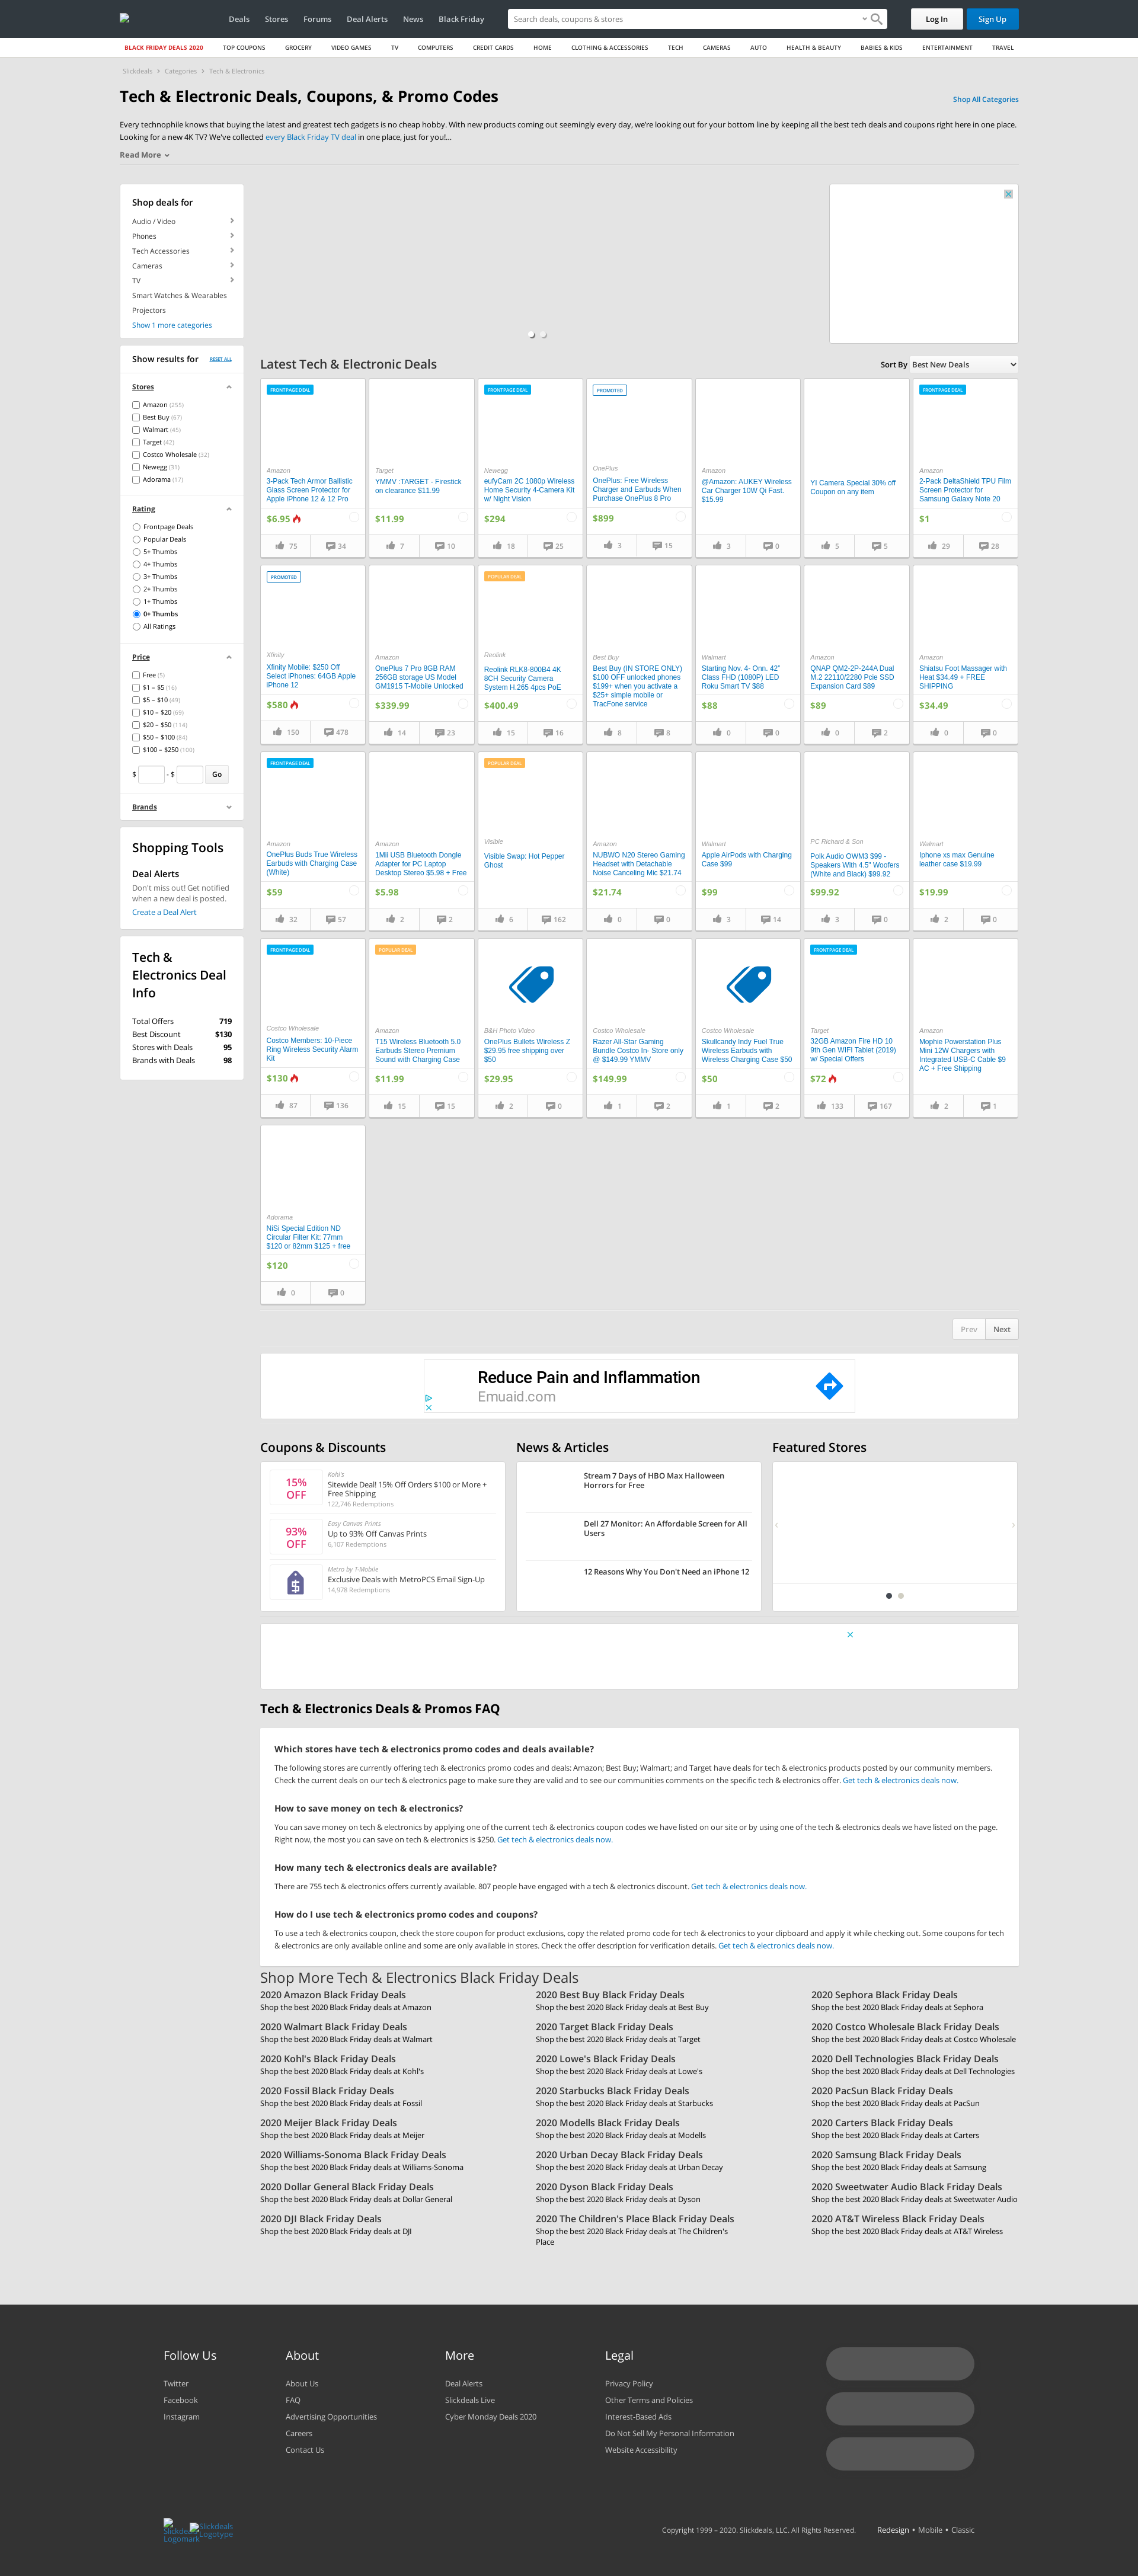 Deals Stores Forums Deal Alerts News Black Friday
Search deals, coupons & stores
Log In Sign Up
BLACK FRIDAY DEALS 2020 TOP COUPONS GROCERY VIDEO GAMES TV COMPUTERS CREDIT CARDS HOME CLOTHING & ACCESSORIES TECH CAMERAS AUTO HEALTH & BEAUTY BABIES & KIDS ENTERTAINMENT TRAVEL
Slickdeals › Categories › Tech & Electronics
Tech & Electronic Deals, Coupons, & Promo Codes
Shop All Categories
Every technophile knows that buying the latest and greatest tech gadgets is no cheap hobby. With new products coming out seemingly every day, we're looking out for your bottom line by keeping all the best tech deals and coupons right here in one place.
Looking for a new 4K TV? We've collected every Black Friday TV deal in one place, just for you!...
Read More
Shop deals for
Audio / Video
Phones
Tech Accessories
Cameras
TV
Smart Watches & Wearables
Projectors
Show 1 more categories
Show results for RESET ALL
Stores
Amazon (255)
Best Buy (67)
Walmart (45)
Target (42)
Costco Wholesale (32)
Newegg (31)
Adorama (17)
Rating
Frontpage Deals
Popular Deals
5+ Thumbs
4+ Thumbs
3+ Thumbs
2+ Thumbs
1+ Thumbs
0+ Thumbs
All Ratings
Price
Free (5)
$1 – $5 (16)
$5 – $10 (49)
$10 – $20 (69)
$20 – $50 (114)
$50 – $100 (84)
$100 – $250 (100)
$ - $ Go
Brands
Shopping Tools
Deal Alerts
Don't miss out! Get notified
when a new deal is posted.
Create a Deal Alert
Tech &
Electronics Deal
Info
Total Offers 719
Best Discount $130
Stores with Deals 95
Brands with Deals 98
Latest Tech & Electronic Deals
Sort By Best New Deals
FRONTPAGE DEAL
Amazon
3-Pack Tech Armor Ballistic
Glass Screen Protector for
Apple iPhone 12 & 12 Pro
$6.95
75 34
Target
YMMV :TARGET - Firestick
on clearance $11.99
$11.99
7 10
FRONTPAGE DEAL
Newegg
eufyCam 2C 1080p Wireless
Home Security 4-Camera Kit
w/ Night Vision
$294
18 25
PROMOTED
OnePlus
OnePlus: Free Wireless
Charger and Earbuds When
Purchase OnePlus 8 Pro
$899
3 15
Amazon
@Amazon: AUKEY Wireless
Car Charger 10W Qi Fast.
$15.99
3 0
YI Camera Special 30% off
Coupon on any item
5 5
FRONTPAGE DEAL
Amazon
2-Pack DeltaShield TPU Film
Screen Protector for
Samsung Galaxy Note 20
$1
29 28
PROMOTED
Xfinity
Xfinity Mobile: $250 Off
Select iPhones: 64GB Apple
iPhone 12
$580
150 478
Amazon
OnePlus 7 Pro 8GB RAM
256GB storage US Model
GM1915 T-Mobile Unlocked
$339.99
14 23
POPULAR DEAL
Reolink
Reolink RLK8-800B4 4K
8CH Security Camera
System H.265 4pcs PoE
$400.49
15 16
Best Buy
Best Buy (IN STORE ONLY)
$100 OFF unlocked phones
$199+ when you activate a
$25+ simple mobile or
TracFone service
8 8
Walmart
Starting Nov. 4- Onn. 42"
Class FHD (1080P) LED
Roku Smart TV $88
$88
0 0
Amazon
QNAP QM2-2P-244A Dual
M.2 22110/2280 Pcie SSD
Expansion Card $89
$89
0 2
Amazon
Shiatsu Foot Massager with
Heat $34.49 + FREE
SHIPPING
$34.49
0 0
FRONTPAGE DEAL
Amazon
OnePlus Buds True Wireless
Earbuds with Charging Case
(White)
$59
32 57
Amazon
1Mii USB Bluetooth Dongle
Adapter for PC Laptop
Desktop Stereo $5.98 + Free
$5.98
2 2
POPULAR DEAL
Visible
Visible Swap: Hot Pepper
Ghost
6 162
Amazon
NUBWO N20 Stereo Gaming
Headset with Detachable
Noise Canceling Mic $21.74
$21.74
0 0
Walmart
Apple AirPods with Charging
Case $99
$99
3 14
PC Richard & Son
Polk Audio OWM3 $99 -
Speakers With 4.5" Woofers
(White and Black) $99.92
$99.92
3 0
Walmart
Iphone xs max Genuine
leather case $19.99
$19.99
2 0
FRONTPAGE DEAL
Costco Wholesale
Costco Members: 10-Piece
Ring Wireless Security Alarm
Kit
$130
87 136
POPULAR DEAL
Amazon
T15 Wireless Bluetooth 5.0
Earbuds Stereo Premium
Sound with Charging Case
$11.99
15 15
B&H Photo Video
OnePlus Bullets Wireless Z
$29.95 free shipping over
$50
$29.95
2 0
Costco Wholesale
Razer All-Star Gaming
Bundle Costco In- Store only
@ $149.99 YMMV
$149.99
1 2
Costco Wholesale
Skullcandy Indy Fuel True
Wireless Earbuds with
Wireless Charging Case $50
$50
1 2
FRONTPAGE DEAL
Target
32GB Amazon Fire HD 10
9th Gen WIFI Tablet (2019)
w/ Special Offers
$72
133 167
Amazon
Mophie Powerstation Plus
Mini 12W Chargers with
Integrated USB-C Cable $9
AC + Free Shipping
2 1
Adorama
NiSi Special Edition ND
Circular Filter Kit: 77mm
$120 or 82mm $125 + free
$120
0 0
Prev Next
Reduce Pain and Inflammation
Emuaid.com
Coupons & Discounts
15%
OFF
Kohl's
Sitewide Deal! 15% Off Orders $100 or More +
Free Shipping
122,746 Redemptions
93%
OFF
Easy Canvas Prints
Up to 93% Off Canvas Prints
6,107 Redemptions
Metro by T-Mobile
Exclusive Deals with MetroPCS Email Sign-Up
14,978 Redemptions
News & Articles
Stream 7 Days of HBO Max Halloween
Horrors for Free
Dell 27 Monitor: An Affordable Screen for All
Users
12 Reasons Why You Don't Need an iPhone 12
Featured Stores
Tech & Electronics Deals & Promos FAQ
Which stores have tech & electronics promo codes and deals available?
The following stores are currently offering tech & electronics promo codes and deals: Amazon; Best Buy; Walmart; and Target have deals for tech & electronics products posted by our community members.
Check the current deals on our tech & electronics page to make sure they are valid and to see our communities comments on the specific tech & electronics offer. Get tech & electronics deals now.
How to save money on tech & electronics?
You can save money on tech & electronics by applying one of the current tech & electronics coupon codes we have listed on our site or by using one of the tech & electronics deals we have listed on the page.
Right now, the most you can save on tech & electronics is $250. Get tech & electronics deals now.
How many tech & electronics deals are available?
There are 755 tech & electronics offers currently available. 807 people have engaged with a tech & electronics discount. Get tech & electronics deals now.
How do I use tech & electronics promo codes and coupons?
To use a tech & electronics coupon, check the store coupon for product exclusions, copy the related promo code for tech & electronics to your clipboard and apply it while checking out. Some coupons for tech
& electronics are only available online and some are only available in stores. Check the offer description for verification details. Get tech & electronics deals now.
Shop More Tech & Electronics Black Friday Deals
2020 Amazon Black Friday Deals
Shop the best 2020 Black Friday deals at Amazon
2020 Best Buy Black Friday Deals
Shop the best 2020 Black Friday deals at Best Buy
2020 Sephora Black Friday Deals
Shop the best 2020 Black Friday deals at Sephora
2020 Walmart Black Friday Deals
Shop the best 2020 Black Friday deals at Walmart
2020 Target Black Friday Deals
Shop the best 2020 Black Friday deals at Target
2020 Costco Wholesale Black Friday Deals
Shop the best 2020 Black Friday deals at Costco Wholesale
2020 Kohl's Black Friday Deals
Shop the best 2020 Black Friday deals at Kohl's
2020 Lowe's Black Friday Deals
Shop the best 2020 Black Friday deals at Lowe's
2020 Dell Technologies Black Friday Deals
Shop the best 2020 Black Friday deals at Dell Technologies
2020 Fossil Black Friday Deals
Shop the best 2020 Black Friday deals at Fossil
2020 Starbucks Black Friday Deals
Shop the best 2020 Black Friday deals at Starbucks
2020 PacSun Black Friday Deals
Shop the best 2020 Black Friday deals at PacSun
2020 Meijer Black Friday Deals
Shop the best 2020 Black Friday deals at Meijer
2020 Modells Black Friday Deals
Shop the best 2020 Black Friday deals at Modells
2020 Carters Black Friday Deals
Shop the best 2020 Black Friday deals at Carters
2020 Williams-Sonoma Black Friday Deals
Shop the best 2020 Black Friday deals at Williams-Sonoma
2020 Urban Decay Black Friday Deals
Shop the best 2020 Black Friday deals at Urban Decay
2020 Samsung Black Friday Deals
Shop the best 2020 Black Friday deals at Samsung
2020 Dollar General Black Friday Deals
Shop the best 2020 Black Friday deals at Dollar General
2020 Dyson Black Friday Deals
Shop the best 2020 Black Friday deals at Dyson
2020 Sweetwater Audio Black Friday Deals
Shop the best 2020 Black Friday deals at Sweetwater Audio
2020 DJI Black Friday Deals
Shop the best 2020 Black Friday deals at DJI
2020 The Children's Place Black Friday Deals
Shop the best 2020 Black Friday deals at The Children's
Place
2020 AT&T Wireless Black Friday Deals
Shop the best 2020 Black Friday deals at AT&T Wireless
Follow Us
Twitter
Facebook
Instagram
About
About Us
FAQ
Advertising Opportunities
Careers
Contact Us
More
Deal Alerts
Slickdeals Live
Cyber Monday Deals 2020
Legal
Privacy Policy
Other Terms and Policies
Interest-Based Ads
Do Not Sell My Personal Information
Website Accessibility
Slickdeals
Logotype
Copyright 1999 – 2020. Slickdeals, LLC. All Rights Reserved. Redesign • Mobile • Classic